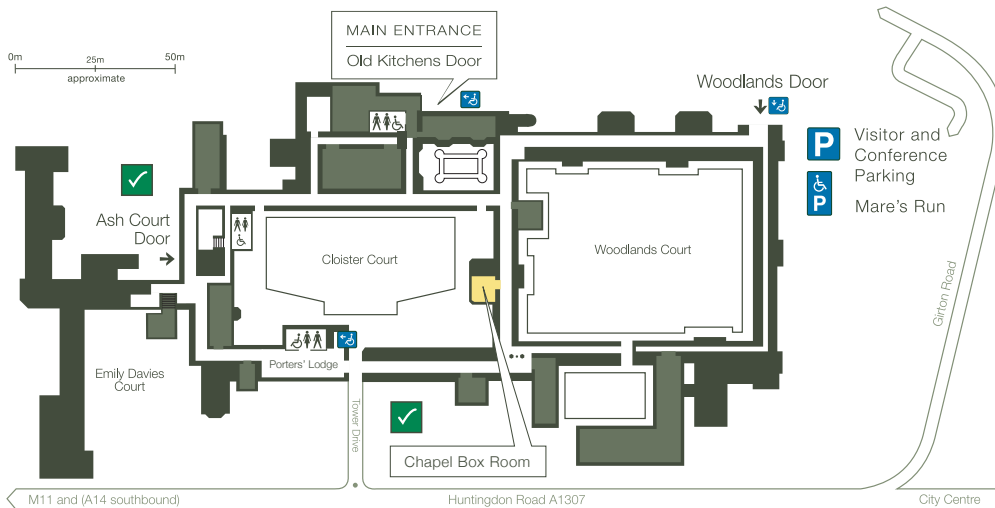 MAIN ENTRANCE
Old Kitchens Door
0m
25m
50m
approximate
Woodlands Door
P
Visitor and
Conference
Parking
P
Mare's Run
Ash Court
Door
Cloister Court
Woodlands Court
Girton Road
Emily Davies
Court
Porters' Lodge
Tower Drive
Chapel Box Room
M11 and (A14 southbound)
Huntingdon Road A1307
City Centre